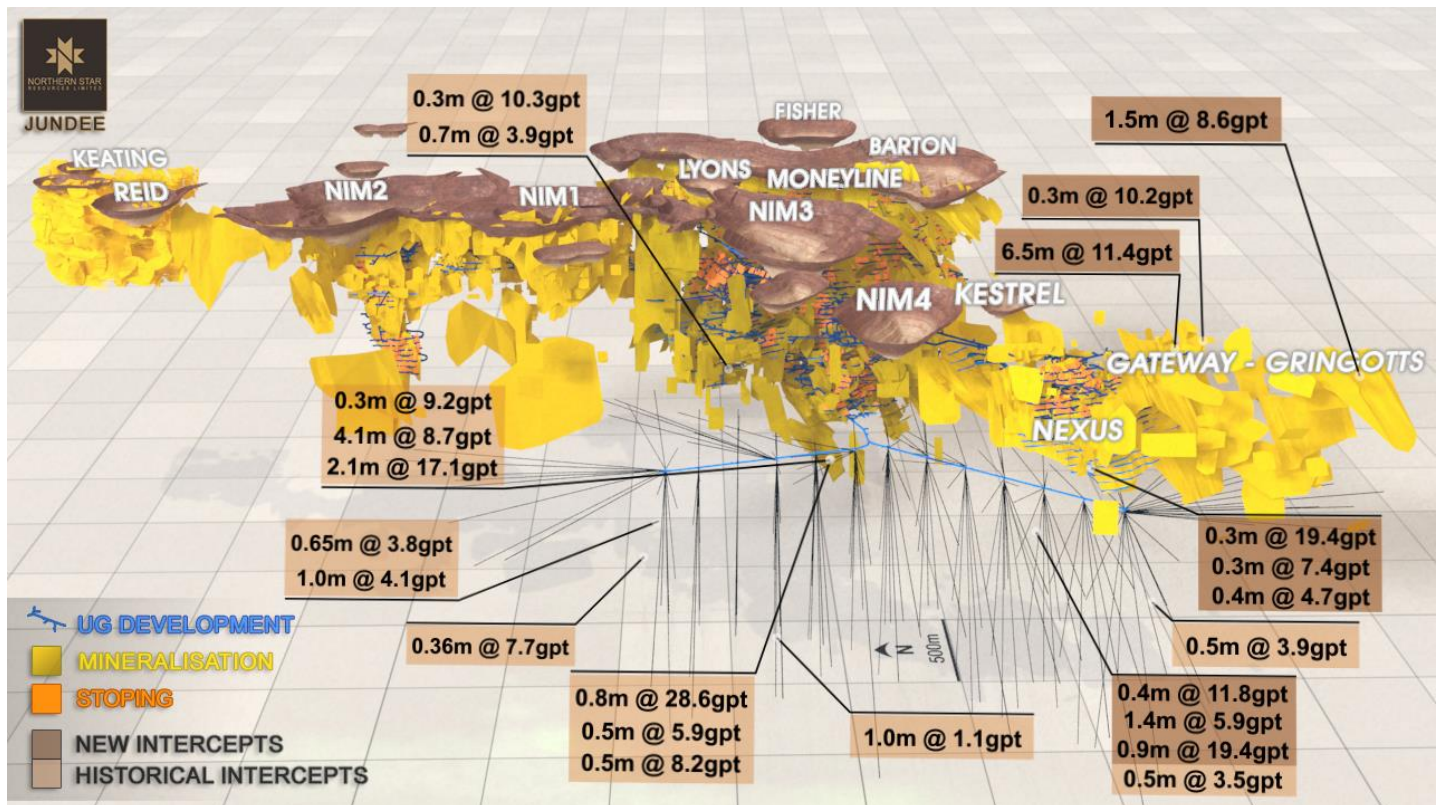 NORTHERN STAR
RESOURCES LIMITED
JUNDEE
0.3m @ 10.3gpt
0.7m @ 3.9gpt
FISHER
1.5m @ 8.6gpt
KEATING
REID
NIM2
NIM1
LYONS
MONEYLINE
BARTON
NIM3
0.3m @ 10.2gpt
6.5m @ 11.4gpt
NIM4
KESTREL
GATEWAY - GRINGOTTS
NEXUS
0.3m @ 9.2gpt
4.1m @ 8.7gpt
2.1m @ 17.1gpt
0.65m @ 3.8gpt
1.0m @ 4.1gpt
0.3m @ 19.4gpt
0.3m @ 7.4gpt
0.4m @ 4.7gpt
0.36m @ 7.7gpt
0.5m @ 3.9gpt
N
500m
0.8m @ 28.6gpt
0.5m @ 5.9gpt
0.5m @ 8.2gpt
1.0m @ 1.1gpt
0.4m @ 11.8gpt
1.4m @ 5.9gpt
0.9m @ 19.4gpt
0.5m @ 3.5gpt
UG DEVELOPMENT
MINERALISATION
STOPING
NEW INTERCEPTS
HISTORICAL INTERCEPTS